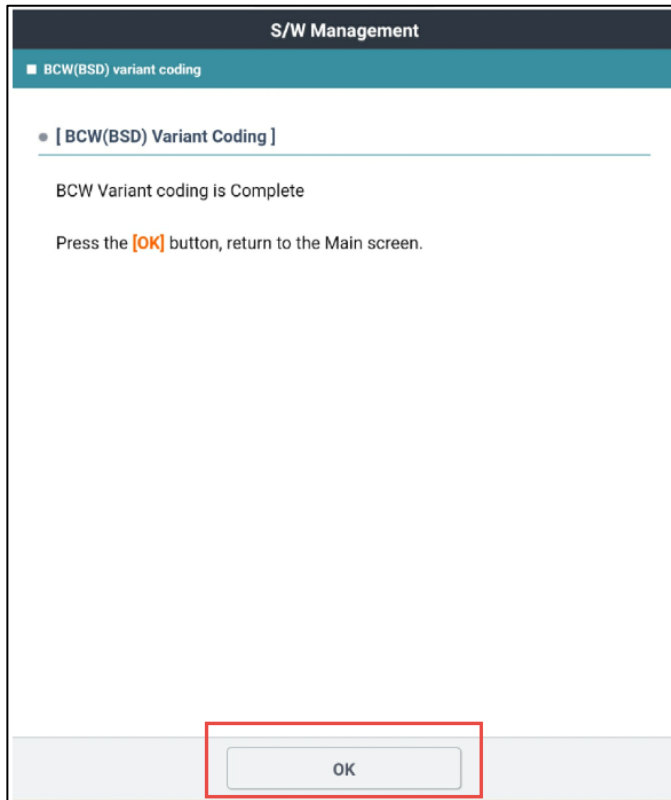 S/W Management
BCW(BSD) variant coding
[ BCW(BSD) Variant Coding ]
BCW Variant coding is Complete
Press the [OK] button, return to the Main screen.
OK